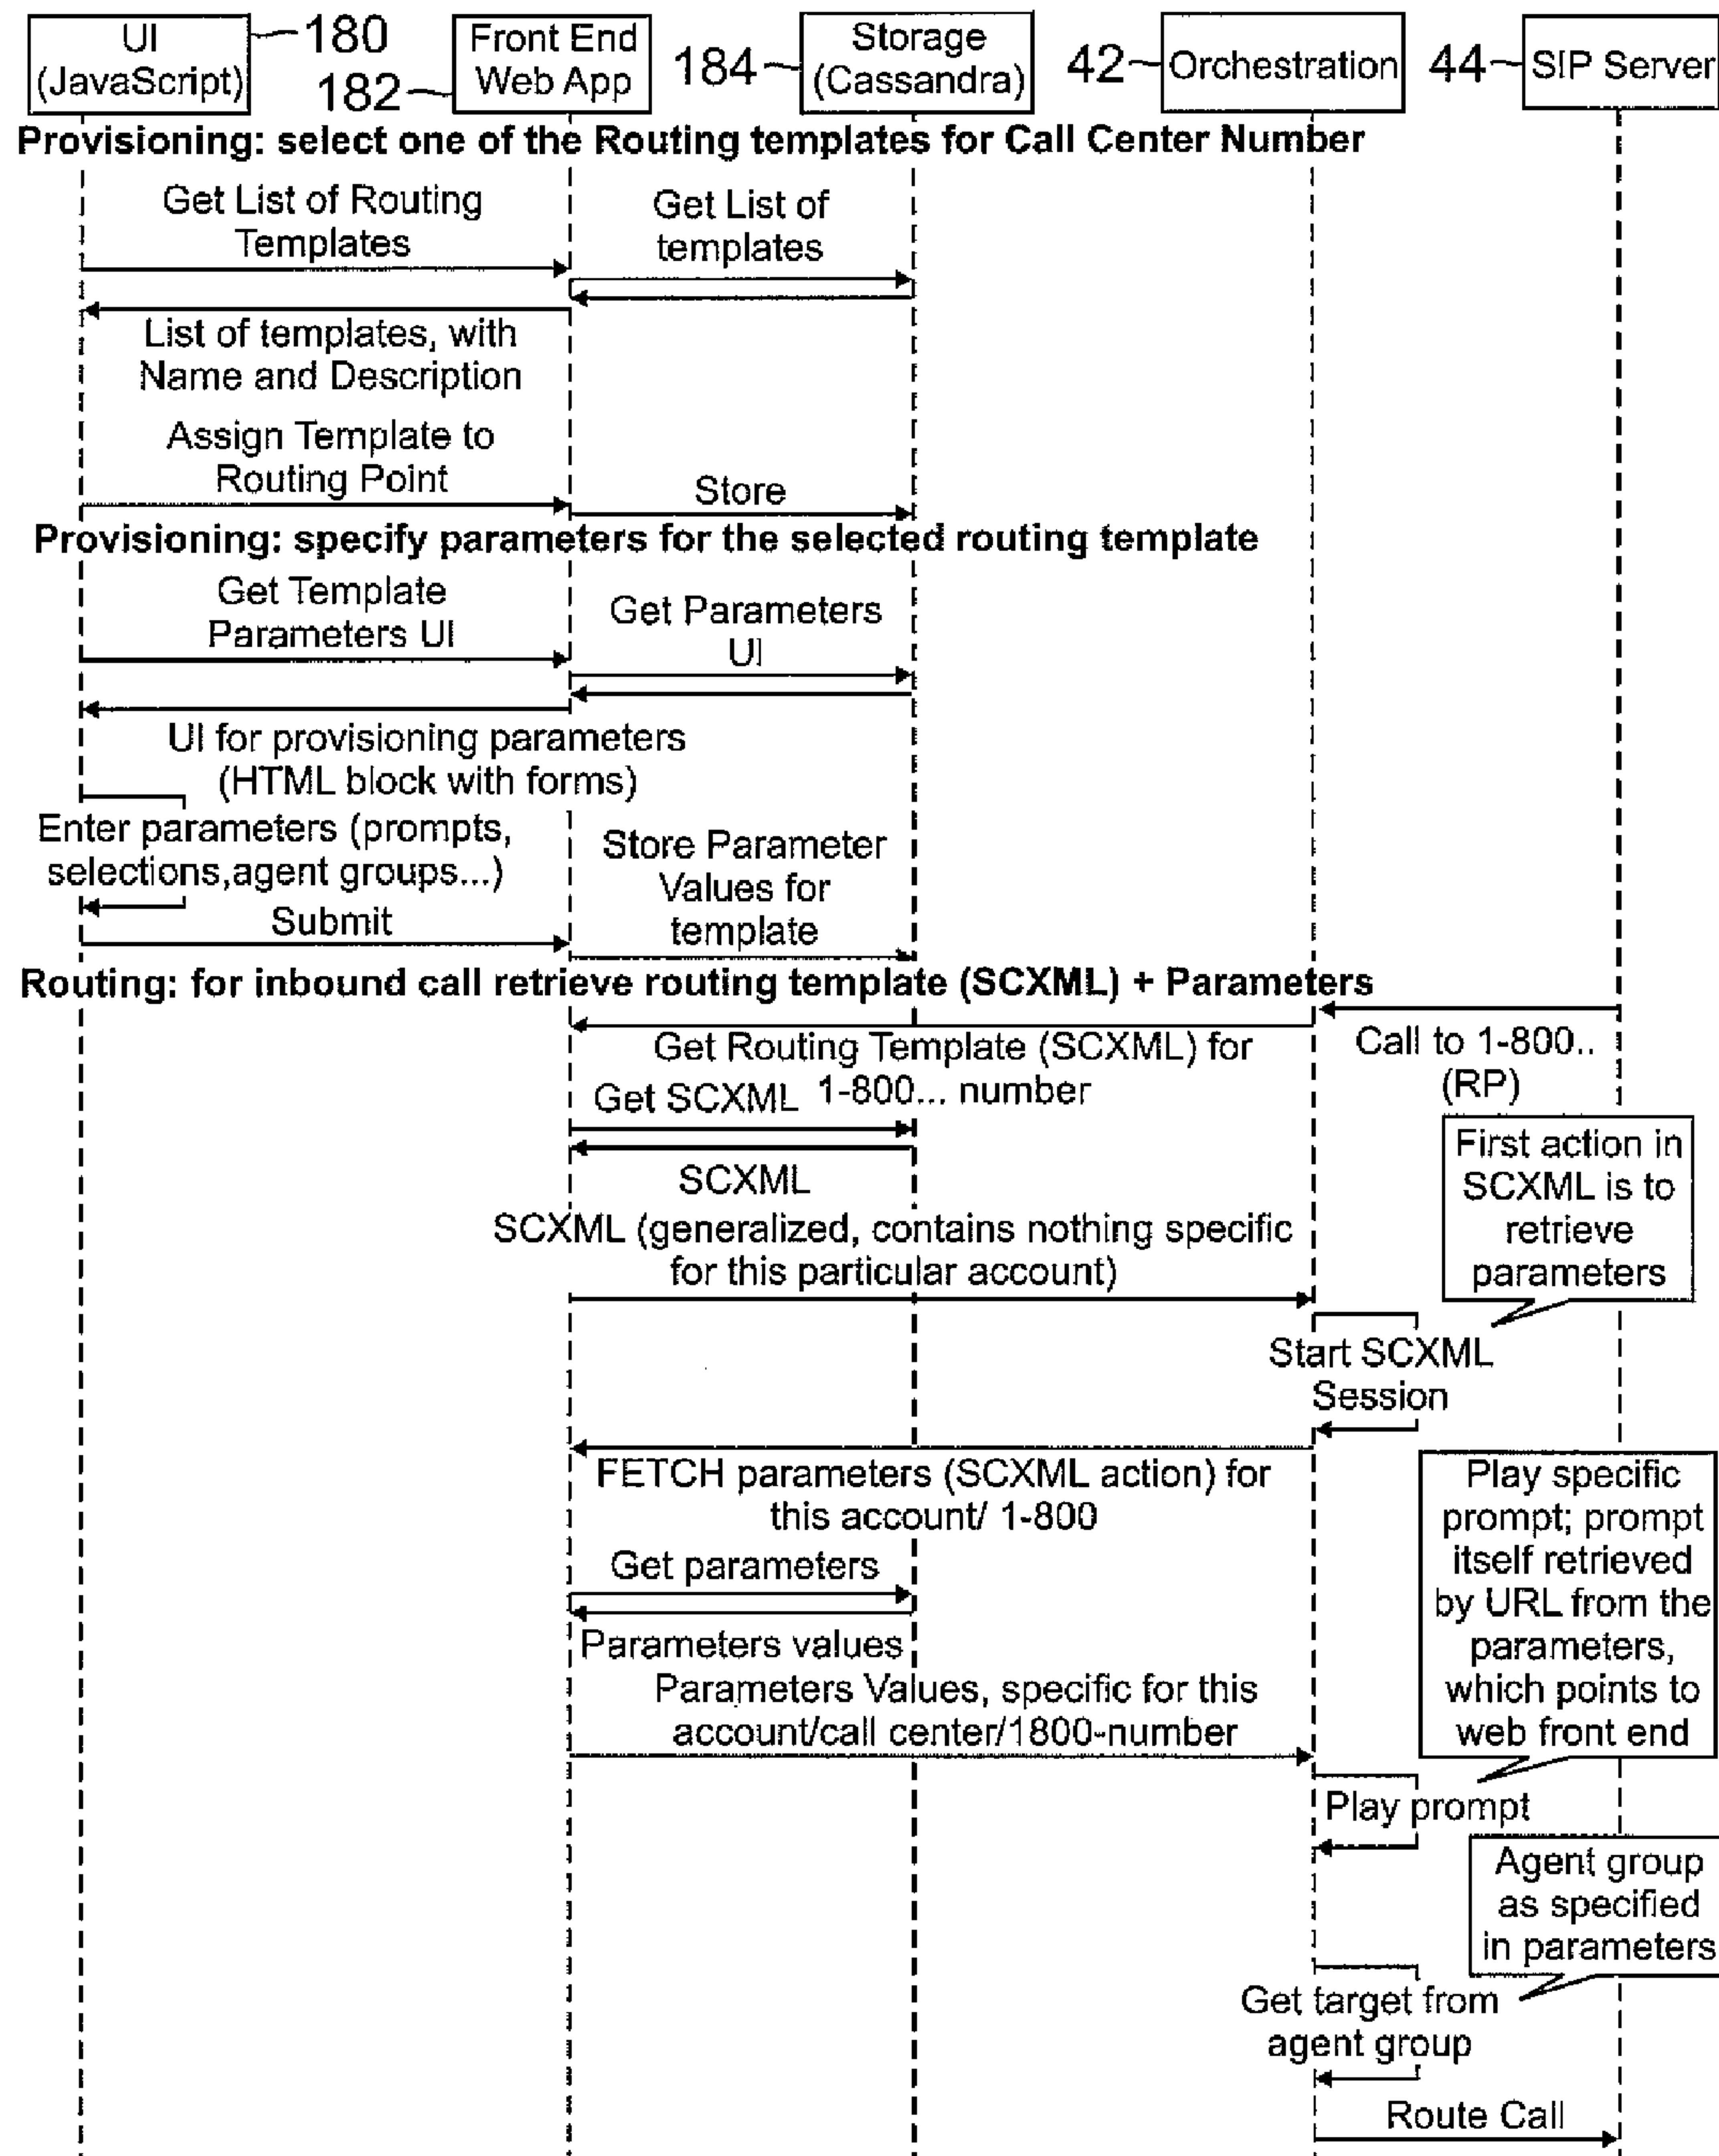 UI
(JavaScript)
180
Front End
Web App
182
184
Storage
(Cassandra)
42
Orchestration
44
SIP Server
Provisioning: select one of the Routing templates for Call Center Number
Get List of Routing
Templates
Get List of
templates
List of templates, with
Name and Description
Assign Template to
Routing Point
Store
Provisioning: specify parameters for the selected routing template
Get Template
Parameters UI
Get Parameters
UI
UI for provisioning parameters
(HTML block with forms)
Enter parameters (prompts,
selections,agent groups...)
Store Parameter
Values for
template
Submit
Routing: for inbound call retrieve routing template (SCXML) + Parameters
Call to 1-800..
(RP)
Get Routing Template (SCXML) for
1-800... number
Get SCXML
SCXML
First action in
SCXML is to
retrieve
parameters
SCXML (generalized, contains nothing specific
for this particular account)
Start SCXML
Session
FETCH parameters (SCXML action) for
this account/ 1-800
Play specific
prompt; prompt
itself retrieved
by URL from the
parameters,
which points to
web front end
Get parameters
Parameters values
Parameters Values, specific for this
account/call center/1800-number
Play prompt
Agent group
as specified
in parameters
Get target from
agent group
Route Call